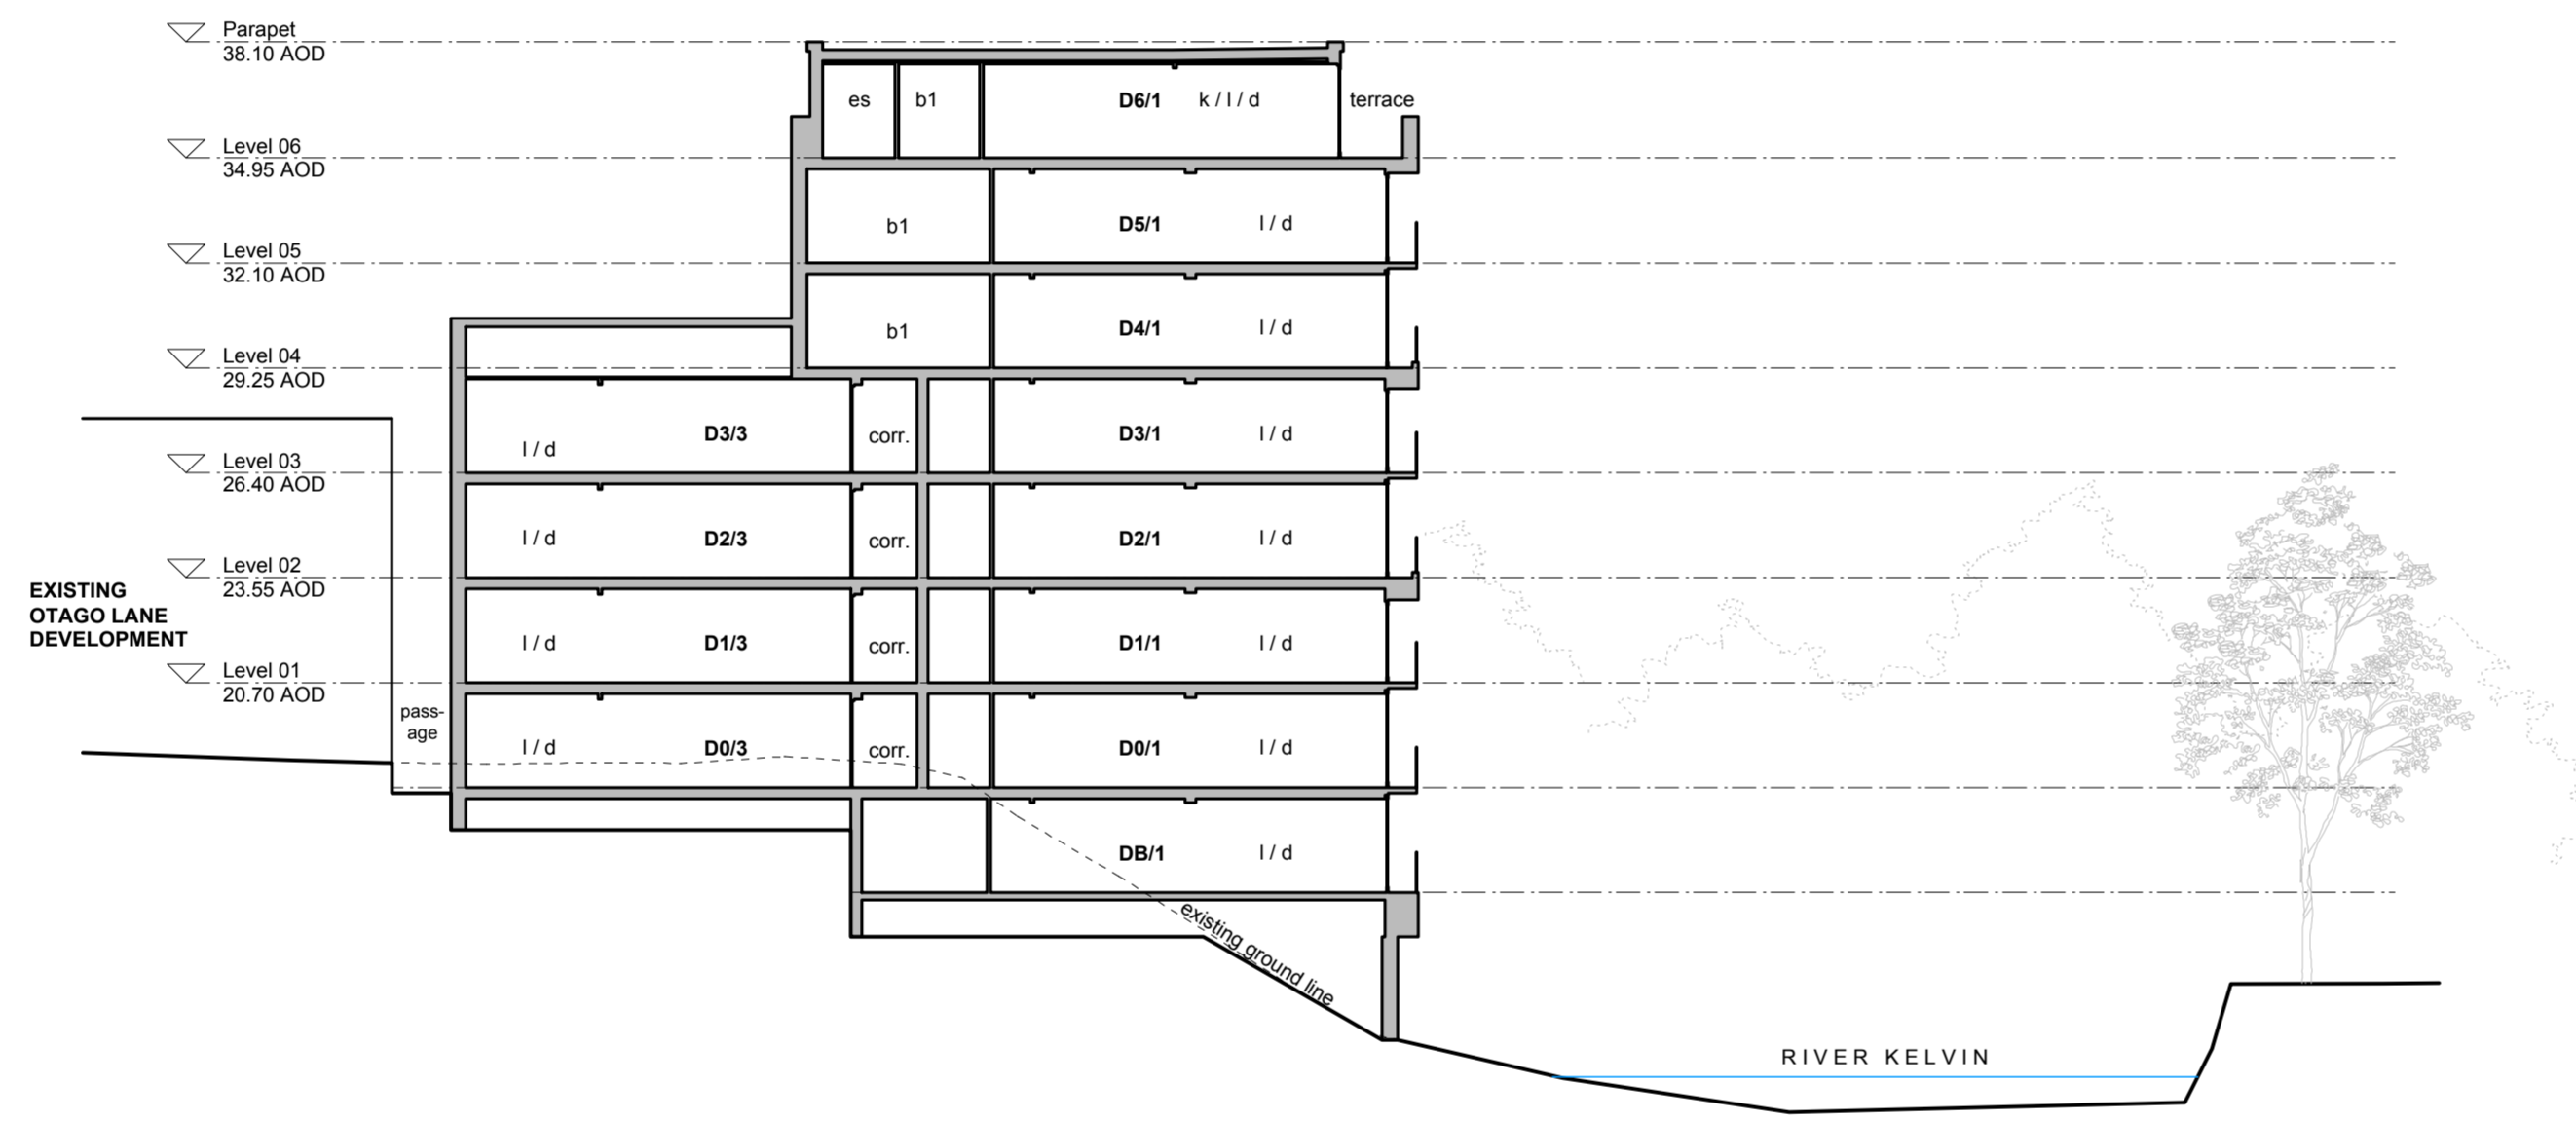 Parapet
38.10 AOD
es
b1
D6/1
k / l / d
terrace
Level 06
34.95 AOD
b1
D5/1
l / d
Level 05
32.10 AOD
b1
D4/1
l / d
Level 04
29.25 AOD
l / d
D3/3
corr.
D3/1
l / d
Level 03
26.40 AOD
l / d
D2/3
corr.
D2/1
l / d
Level 02
23.55 AOD
EXISTING
OTAGO LANE
DEVELOPMENT
l / d
D1/3
corr.
D1/1
l / d
Level 01
20.70 AOD
pass-
age
l / d
D0/3
corr.
D0/1
l / d
DB/1
l / d
existing ground line
RIVER KELVIN